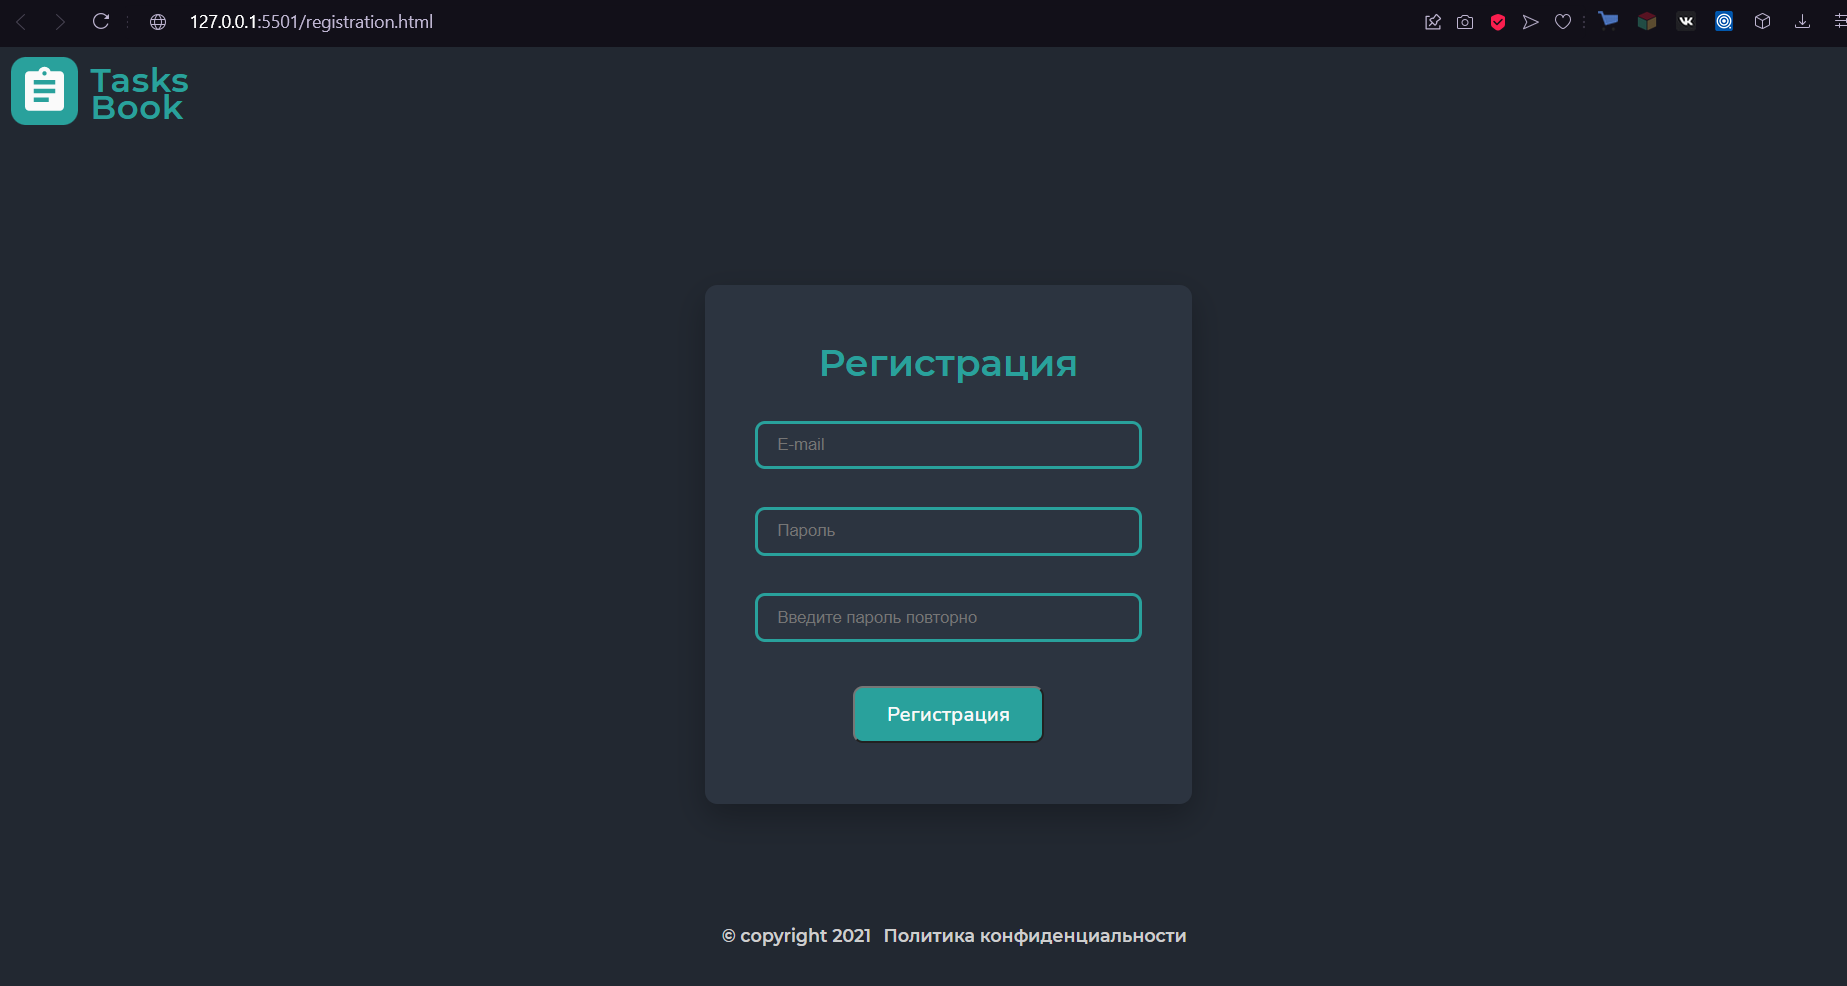 127.0.0.1:5501/registration.html
Tasks
Book
Регистрация
E-mail
Пароль
Введите пароль повторно
Регистрация
© copyright 2021 Политика конфиденциальности